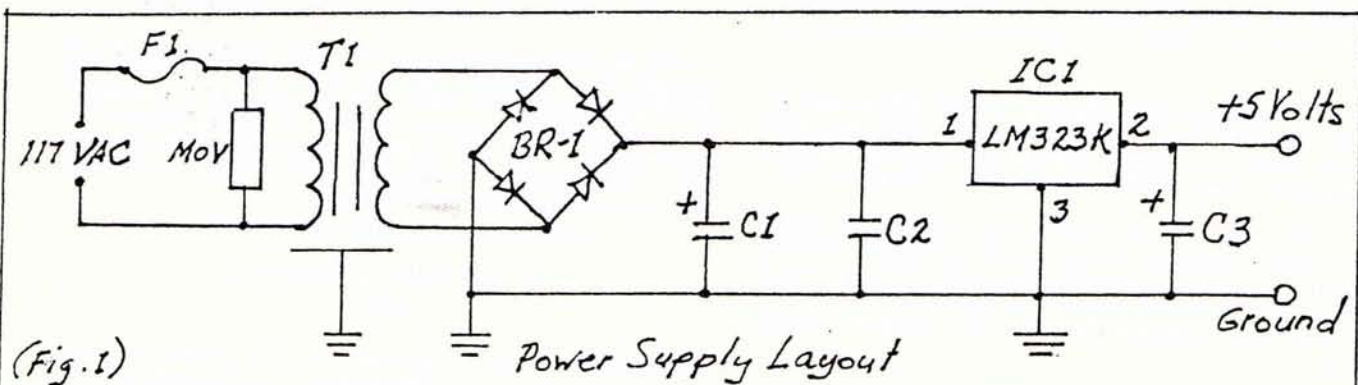 F1.
T1
117 VAC
MOV
BR-1
+
C1
C2
IC1
1
LM323K
2
3
+
C3
+5 Volts
Ground
(Fig. 1)
Power Supply Layout